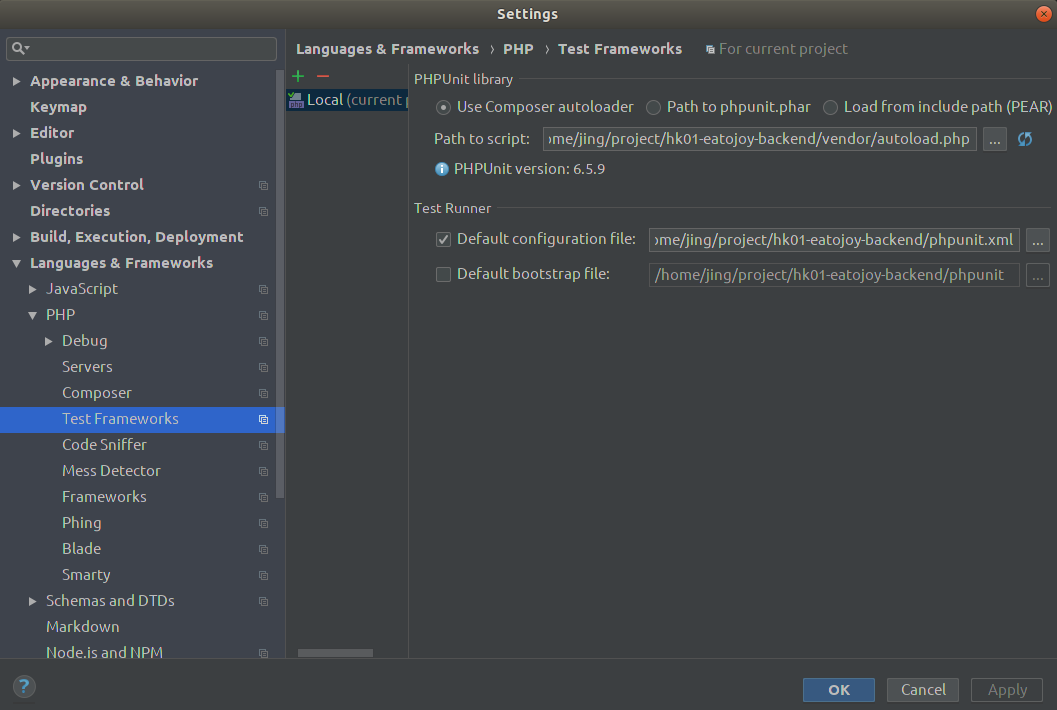 Settings
Appearance & Behavior
Keymap
Editor
Plugins
Version Control
Directories
Build, Execution, Deployment
Languages & Frameworks
JavaScript
PHP
Debug
Servers
Composer
Test Frameworks
Code Sniffer
Mess Detector
Frameworks
Phing
Blade
Smarty
Schemas and DTDs
Markdown
Node.js and NPM
Languages & Frameworks › PHP › Test Frameworks For current project
Local (current p
PHPUnit library
Use Composer autoloader Path to phpunit.phar Load from include path (PEAR)
Path to script: ome/jing/project/hk01-eatojoy-backend/vendor/autoload.php ...
PHPUnit version: 6.5.9
Test Runner
Default configuration file: ome/jing/project/hk01-eatojoy-backend/phpunit.xml ...
Default bootstrap file: /home/jing/project/hk01-eatojoy-backend/phpunit ...
? OK Cancel Apply